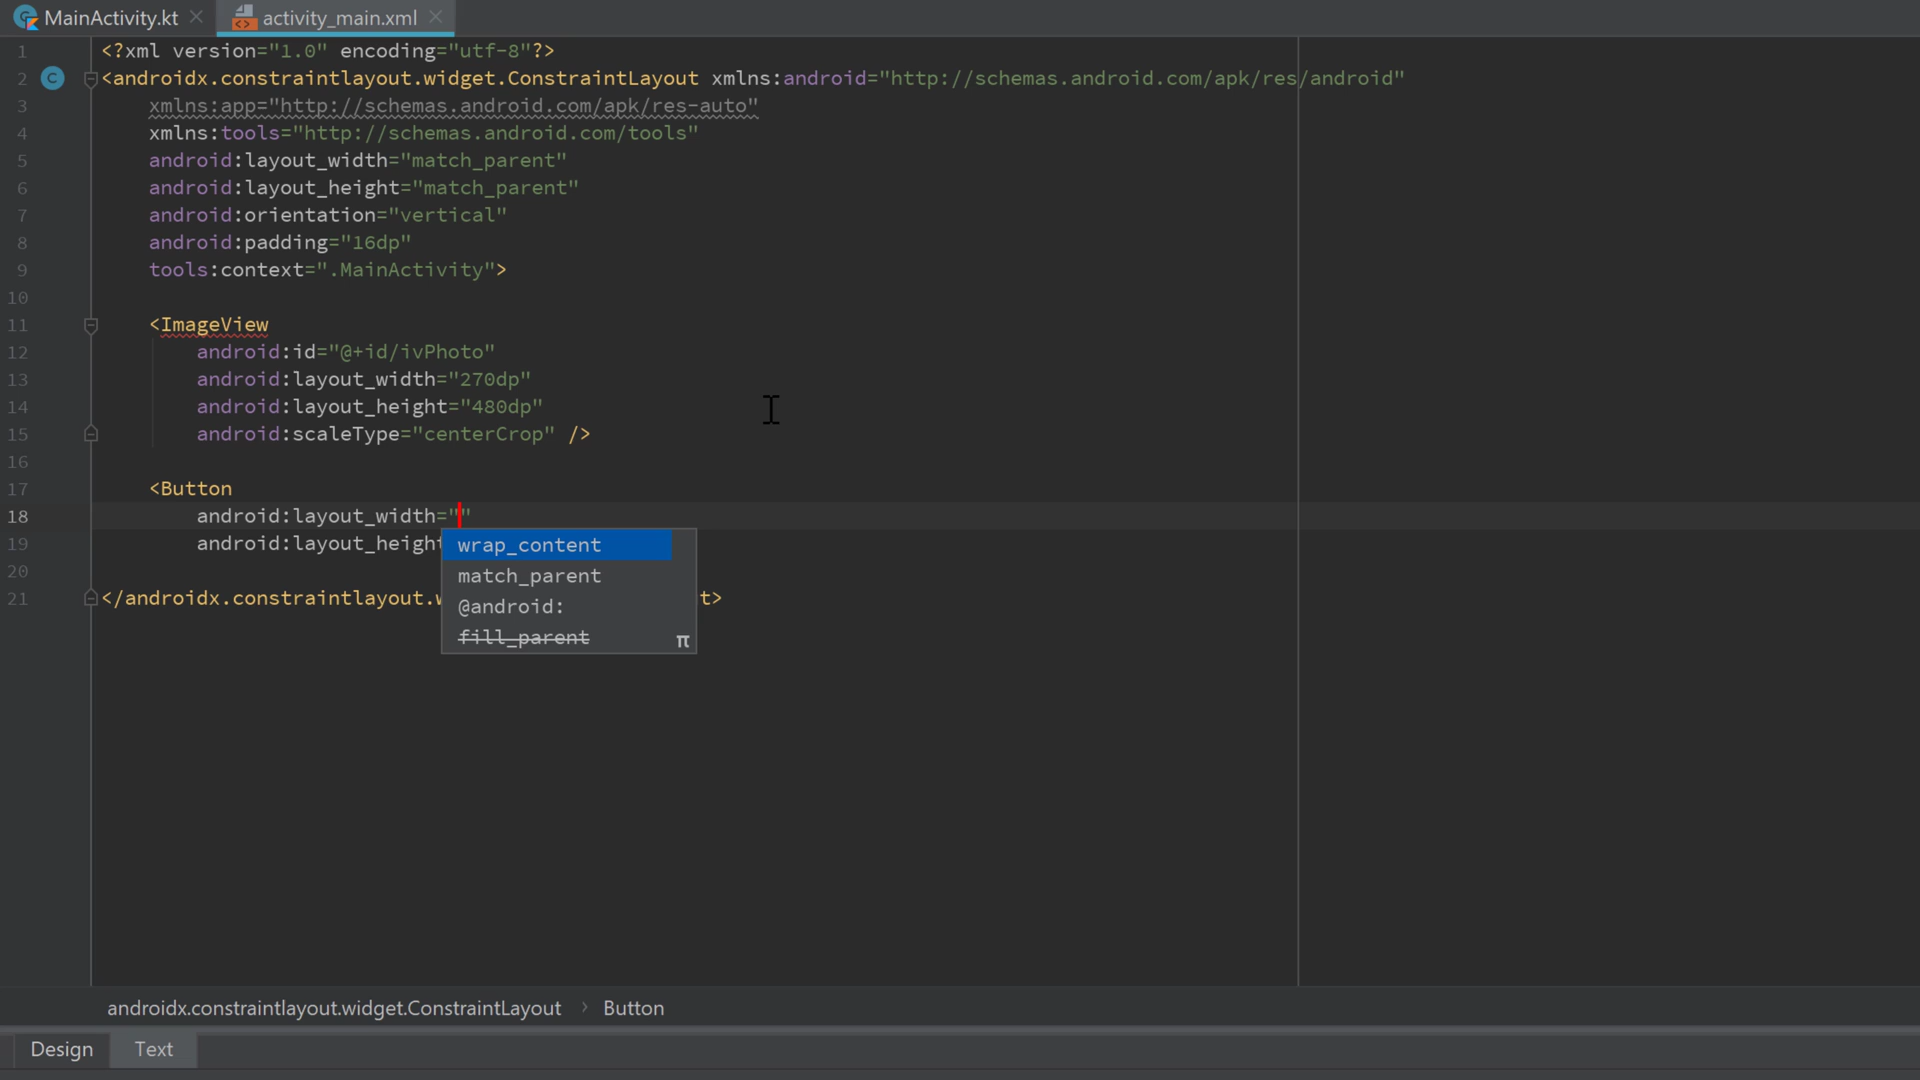 MainActivity.kt
activity_main.xml
1 <?xml version="1.0" encoding="utf-8"?>
2 <androidx.constraintlayout.widget.ConstraintLayout xmlns:android="http://schemas.android.com/apk/res/android"
3 xmlns:app="http://schemas.android.com/apk/res-auto"
4 xmlns:tools="http://schemas.android.com/tools"
5 android:layout_width="match_parent"
6 android:layout_height="match_parent"
7 android:orientation="vertical"
8 android:padding="16dp"
9 tools:context=".MainActivity">
10
11 <ImageView
12 android:id="@+id/ivPhoto"
13 android:layout_width="270dp"
14 android:layout_height="480dp"
15 android:scaleType="centerCrop" />
16
17 <Button
18 android:layout_width=""
19 android:layout_height
20
21 </androidx.constraintlayout.w t>
wrap_content
match_parent
@android:
fill_parent π
androidx.constraintlayout.widget.ConstraintLayout › Button
Design Text